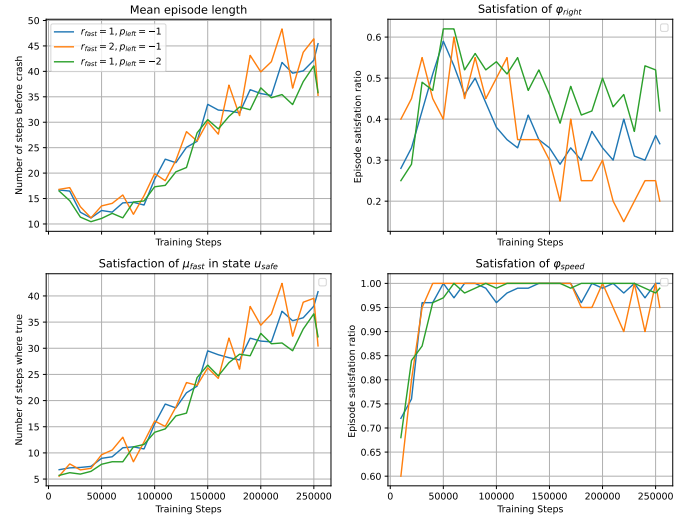 Mean episode length
Number of steps before crash
50
45
40
35
30
25
20
15
10
r_fast = 1, p_left = −1
r_fast = 2, p_left = −1
r_fast = 1, p_left = −2
Training Steps
Satisfaction of φ_right
Episode satisfaction ratio
0.6
0.5
0.4
0.3
0.2
Training Steps
Satisfaction of μ_fast in state u_safe
Number of steps where true
40
35
30
25
20
15
10
5
0
50000
100000
150000
200000
250000
Training Steps
Satisfation of φ_speed
Episode satisfaction ratio
1.00
0.95
0.90
0.85
0.80
0.75
0.70
0.65
0.60
0
50000
100000
150000
200000
250000
Training Steps